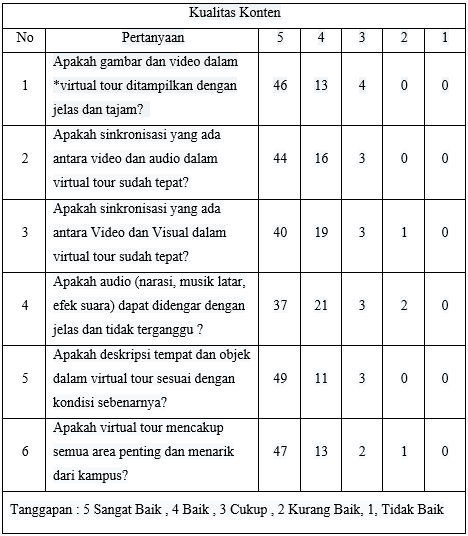 Kualitas Konten
No Pertanyaan 5 4 3 2 1
Apakah gambar dan video dalam
1 *virtual tour ditampilkan dengan 46 13 4 0 0
jelas dan tajam?
Apakah sinkronisasi yang ada
2 antara video dan audio dalam 44 16 3 0 0
virtual tour sudah tepat?
Apakah sinkronisasi yang ada
3 antara Video dan Visual dalam 40 19 3 1 0
virtual tour sudah tepat?
Apakah audio (narasi, musik latar,
4 efek suara) dapat didengar dengan 37 21 3 2 0
jelas dan tidak terganggu ?
Apakah deskripsi tempat dan objek
5 dalam virtual tour sesuai dengan 49 11 3 0 0
kondisi sebenarnya?
Apakah virtual tour mencakup
6 semua area penting dan menarik 47 13 2 1 0
dari kampus?
Tanggapan : 5 Sangat Baik , 4 Baik , 3 Cukup , 2 Kurang Baik, 1, Tidak Baik